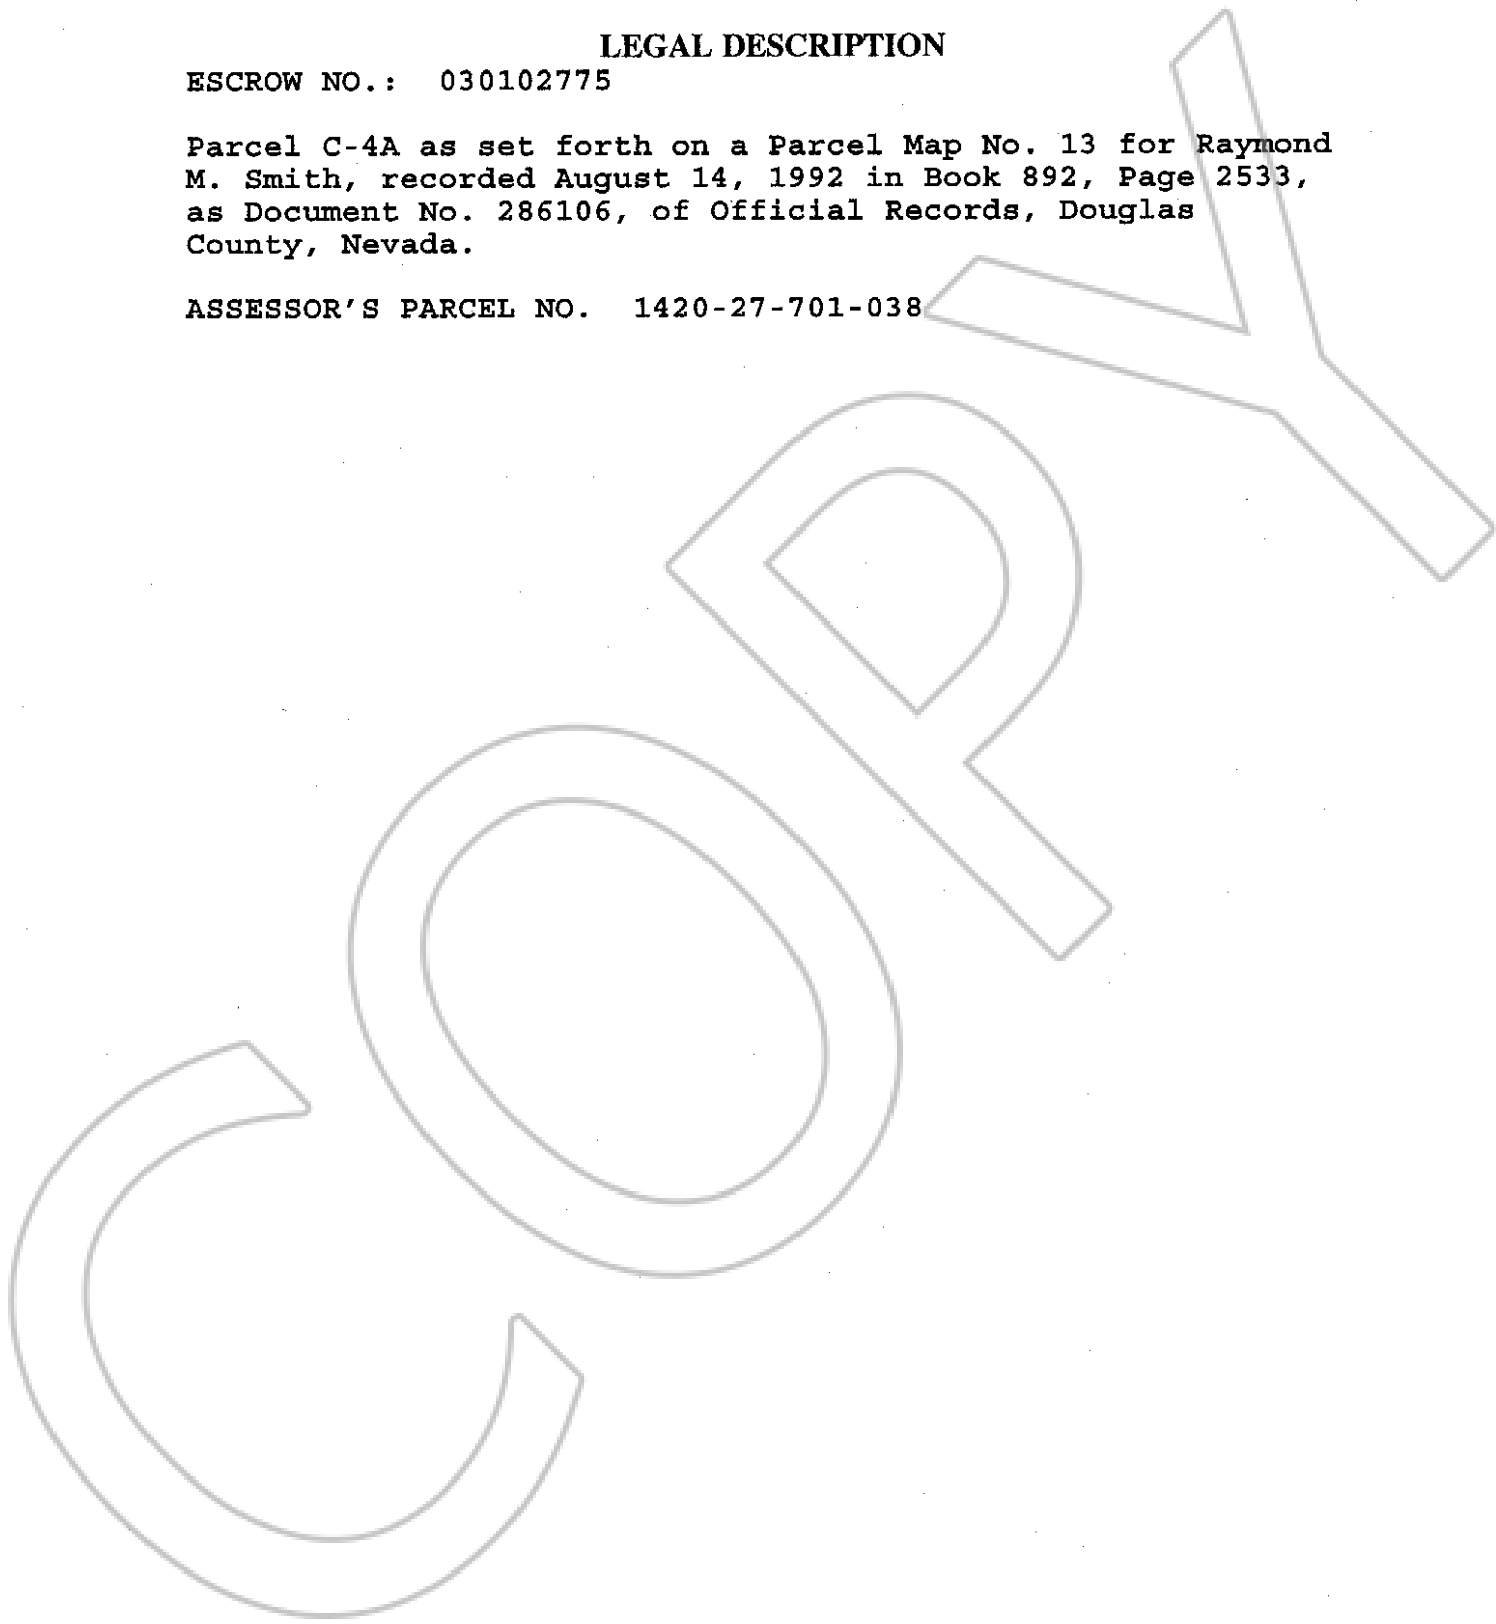 LEGAL DESCRIPTION
ESCROW NO.: 030102775
Parcel C-4A as set forth on a Parcel Map No. 13 for Raymond
M. Smith, recorded August 14, 1992 in Book 892, Page 2533,
as Document No. 286106, of Official Records, Douglas
County, Nevada.
ASSESSOR'S PARCEL NO. 1420-27-701-038
COPY